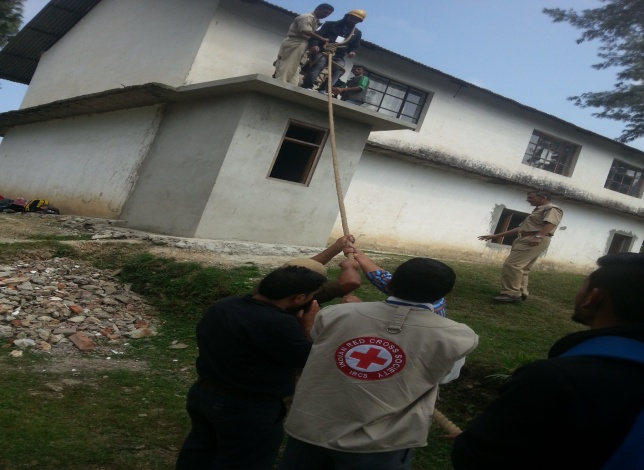 INDIAN RED CROSS SOCIETY
IRCS